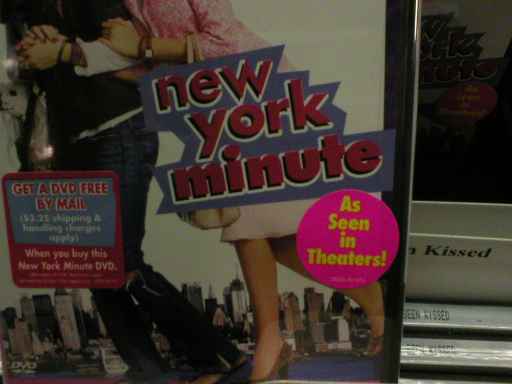 new
york
minute
GET A DVD FREE
BY MAIL
($3.25 shipping &
handling charges
apply)
When you buy this
New York Minute DVD.
As
Seen
in
Theaters!
DVD
Kissed
KISSED